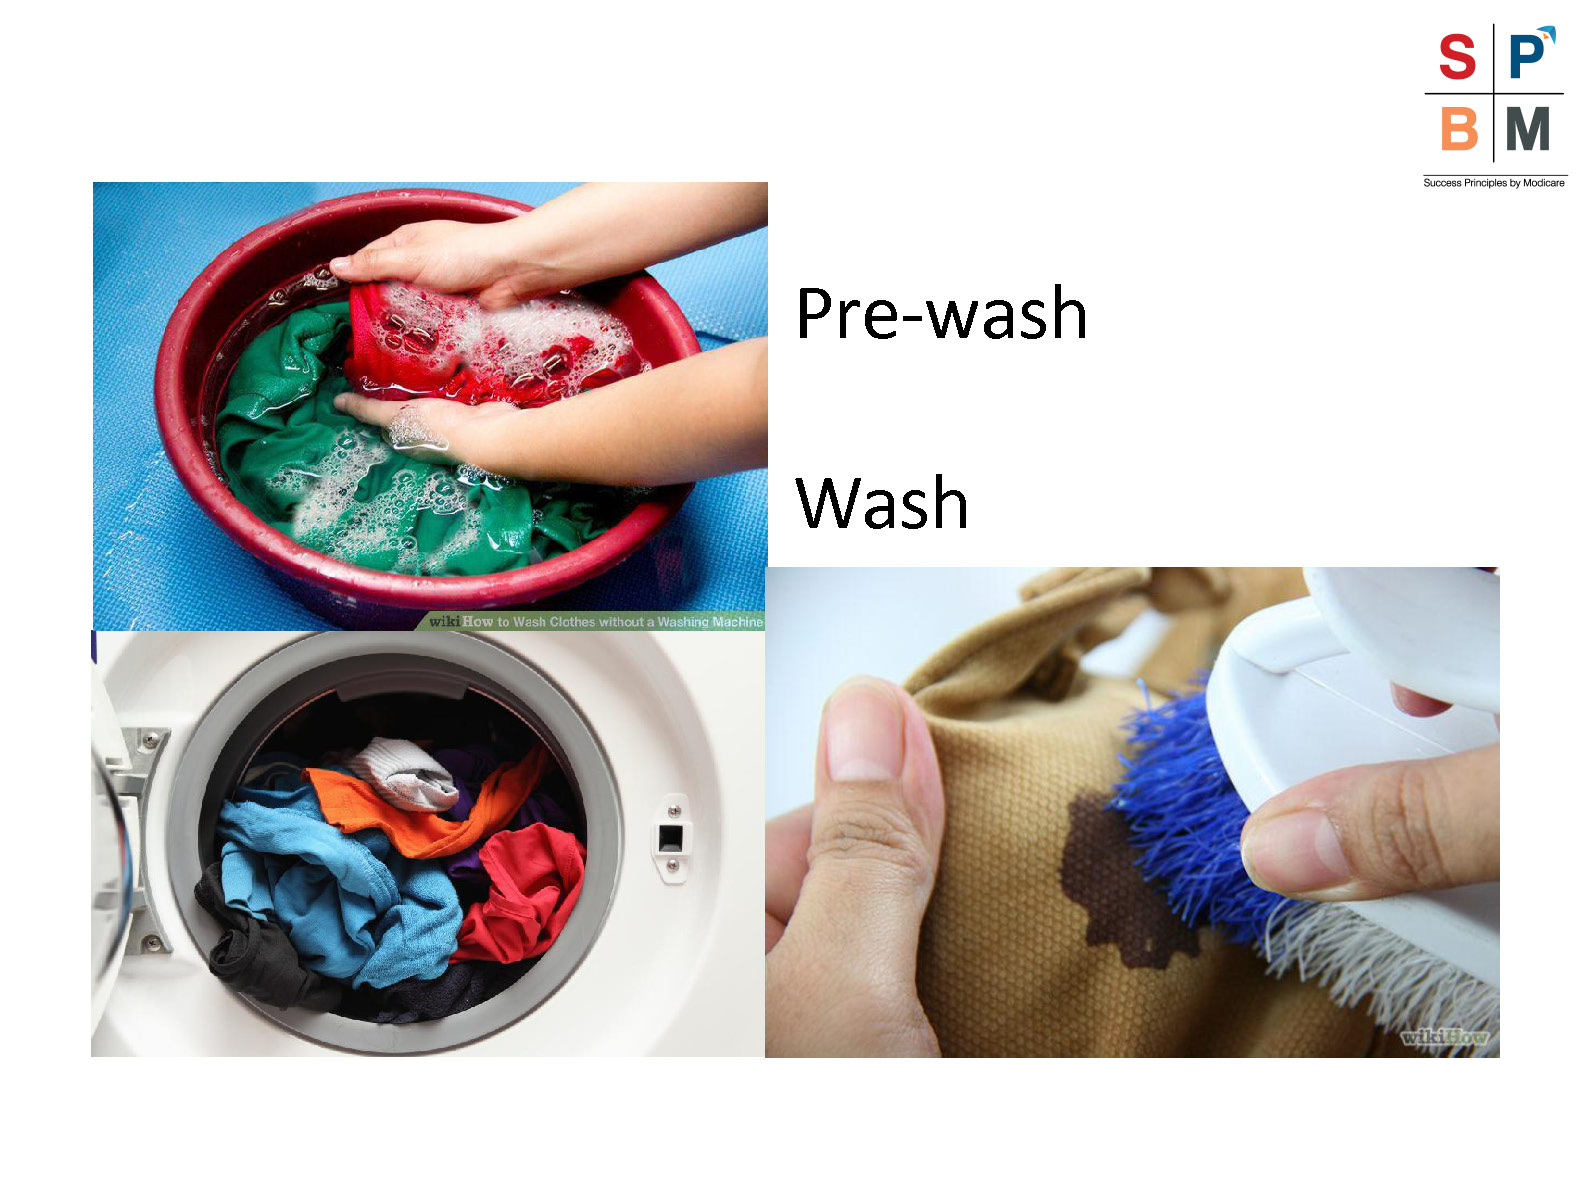 S P
B M
Success Principles by Modicare
Pre-wash
Wash
wikiHow to Wash Clothes without a Washing Machine
wikiHow